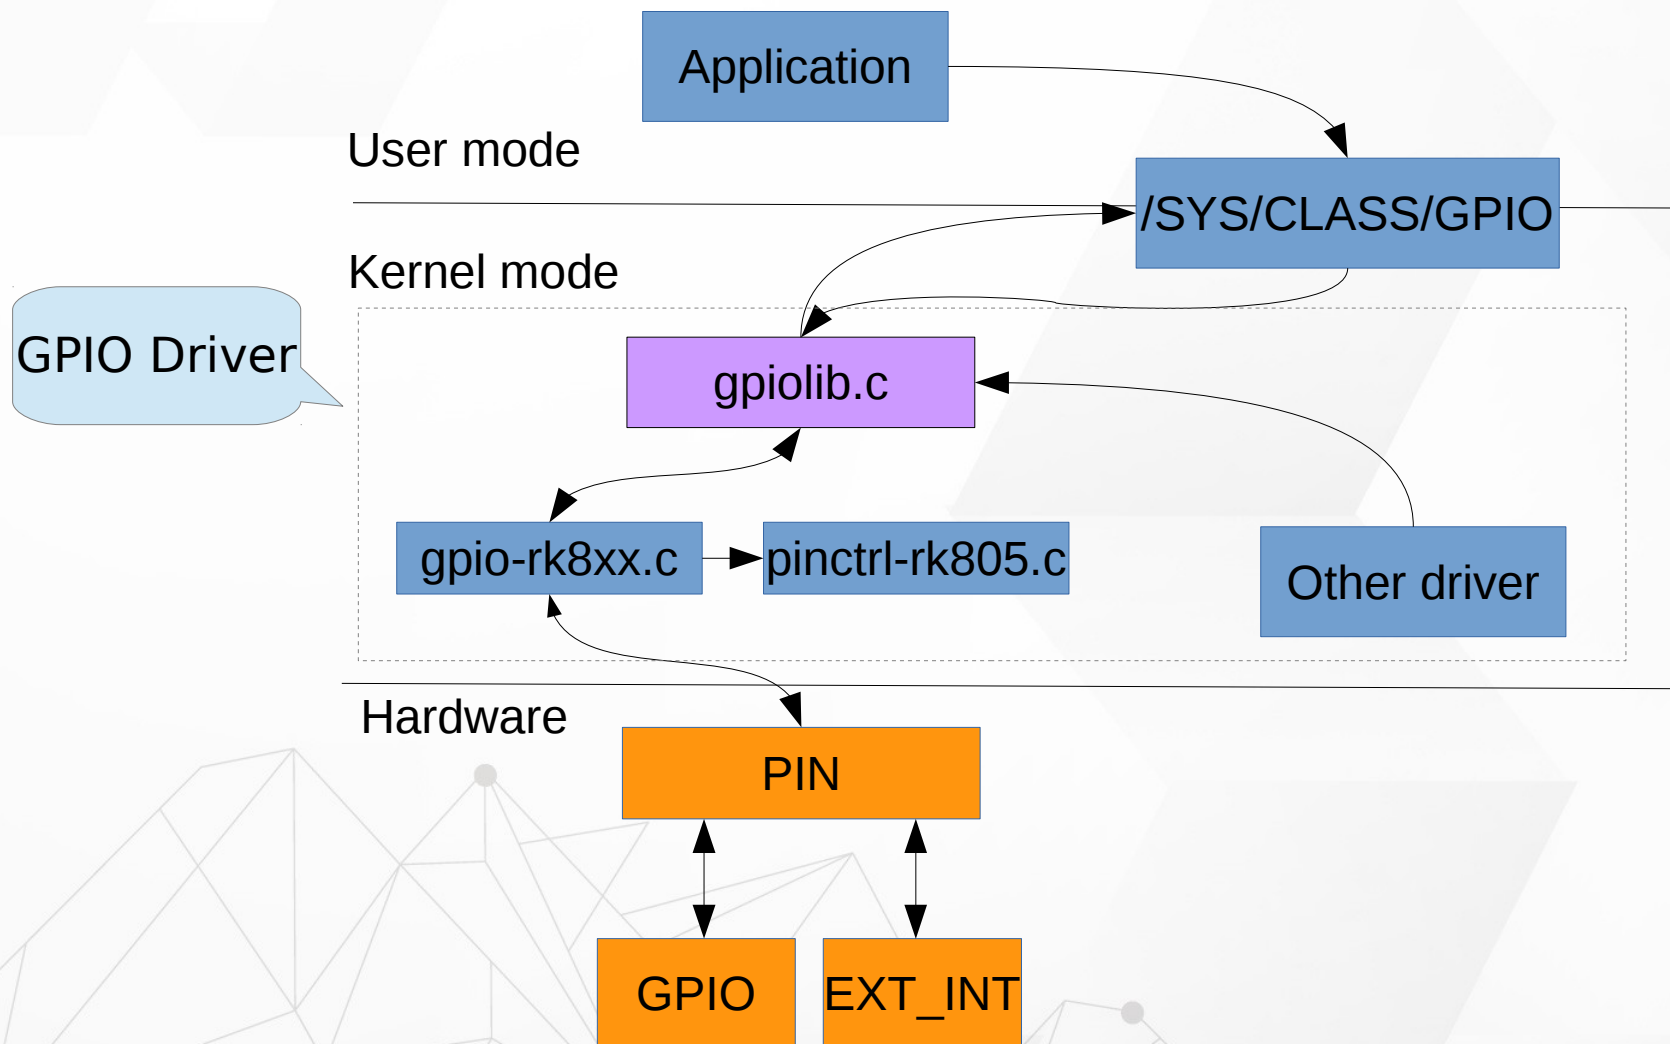 Application
User mode
/SYS/CLASS/GPIO
Kernel mode
GPIO Driver
gpiolib.c
gpio-rk8xx.c
pinctrl-rk805.c
Other driver
Hardware
PIN
GPIO
EXT_INT